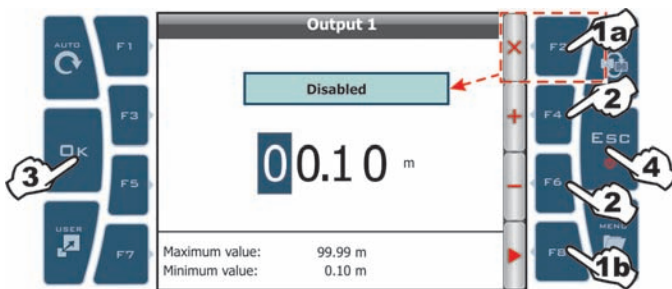 Output 1
AUTO
F1
F2
1a
Disabled
F3
F4
2
OK
3
00.10 m
ESC
4
F5
F6
2
USER
MENU
F7
F8
1b
Maximum value: 99.99 m
Minimum value: 0.10 m